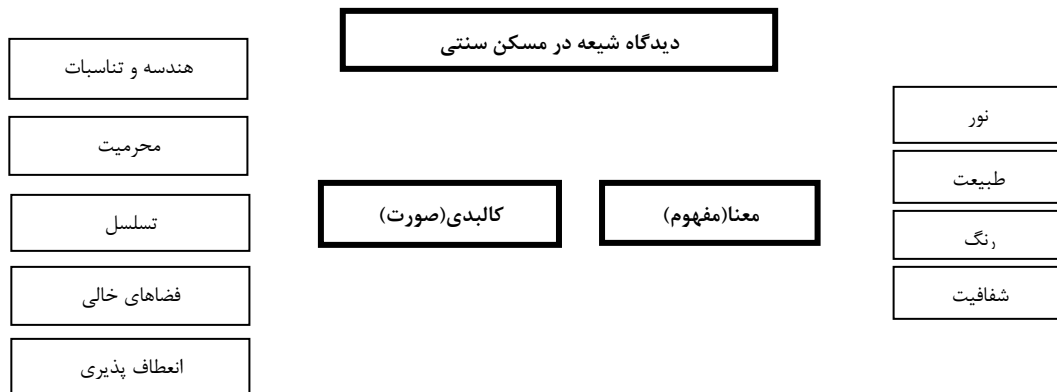 دیدگاه شیعه در مسکن سنتی
معنا(مفهوم)
کالبدی(صورت)
نور
طبیعت
رنگ
شفافیت
هندسه و تناسبات
محرمیت
تسلسل
فضاهای خالی
انعطاف پذیری